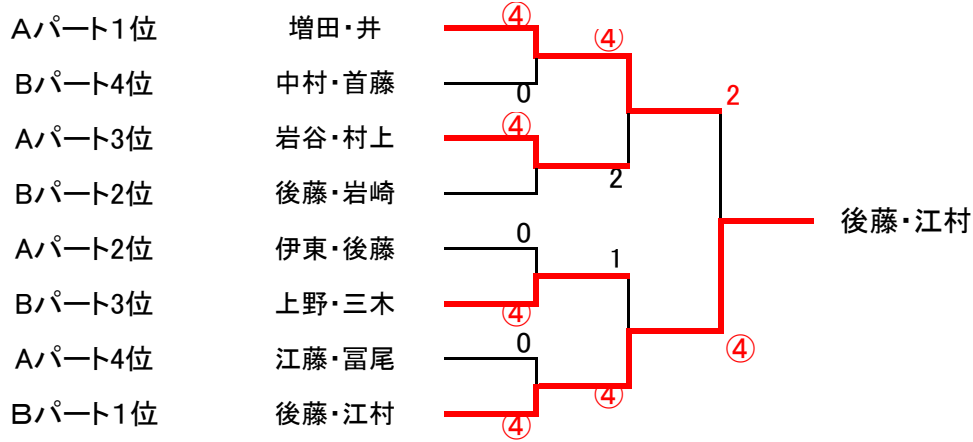 Aパート1位 増田・井 ④
④
Bパート4位 中村・首藤 0
2
Aパート3位 岩谷・村上 ④
2
Bパート2位 後藤・岩崎
後藤・江村
Aパート2位 伊東・後藤 0
1
Bパート3位 上野・三木 ④
④
Aパート4位 江藤・冨尾 0
④
Bパート1位 後藤・江村 ④